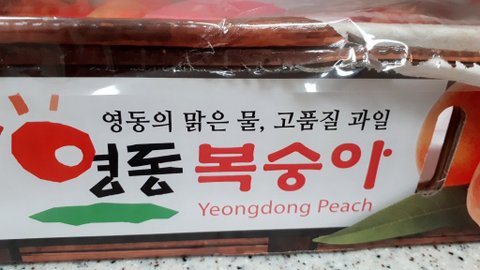 영동의 맑은 물, 고품질 과일
영동 복숭아
Yeongdong Peach